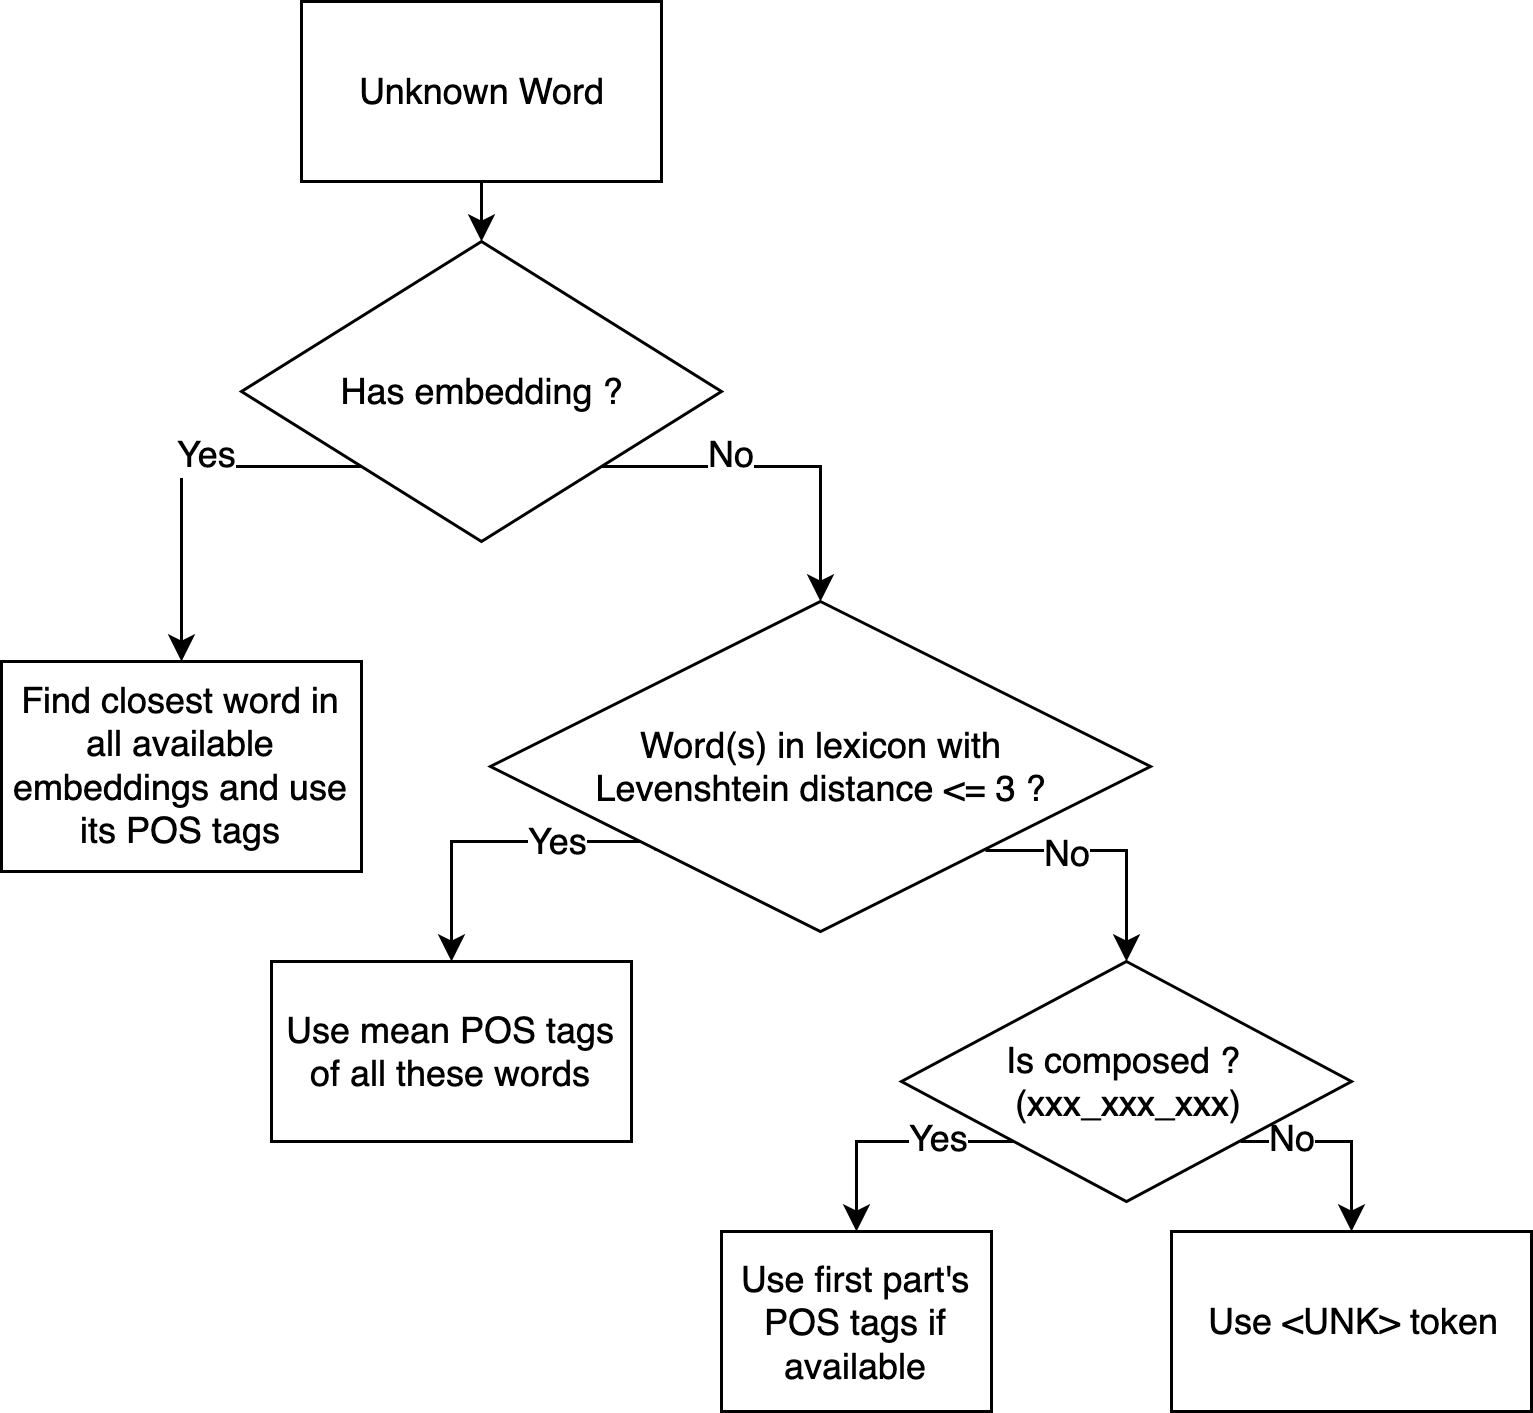 Unknown Word
Has embedding ?
Yes
No
Find closest word in
all available
embeddings and use
its POS tags
Word(s) in lexicon with
Levenshtein distance <= 3 ?
Yes
No
Use mean POS tags
of all these words
Is composed ?
(xxx_xxx_xxx)
Yes
No
Use first part's
POS tags if
available
Use <UNK> token